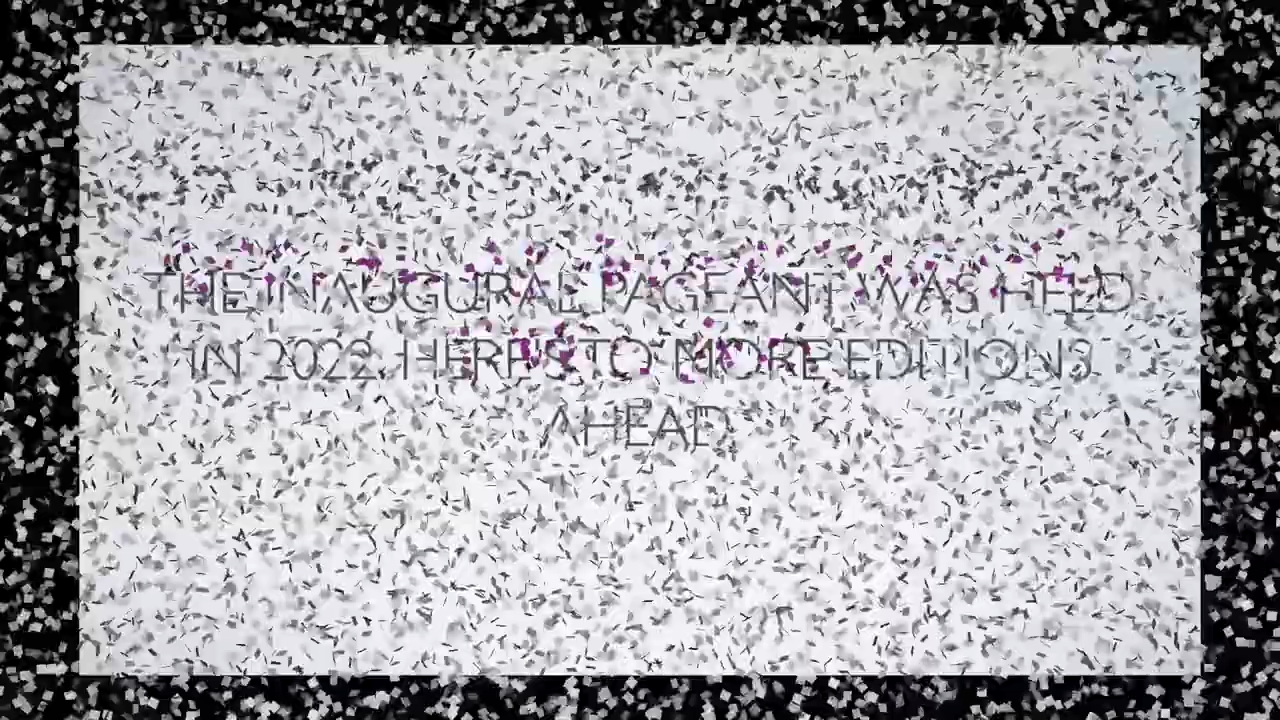 THE INAUGURAL PAGEANT WAS HELD
IN 2022. HERE'S TO MORE EDITIONS
AHEAD.